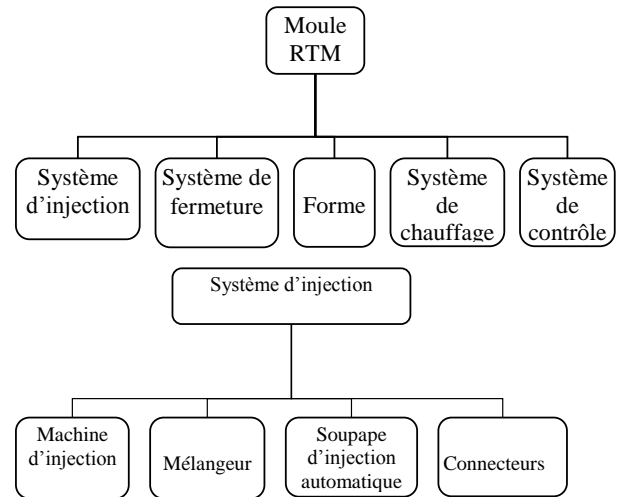 Moule
RTM
Système
d'injection
Système de
fermeture
Forme
Système
de
chauffage
Système
de
contrôle
Système d'injection
Machine
d'injection
Mélangeur
Soupape
d'injection
automatique
Connecteurs